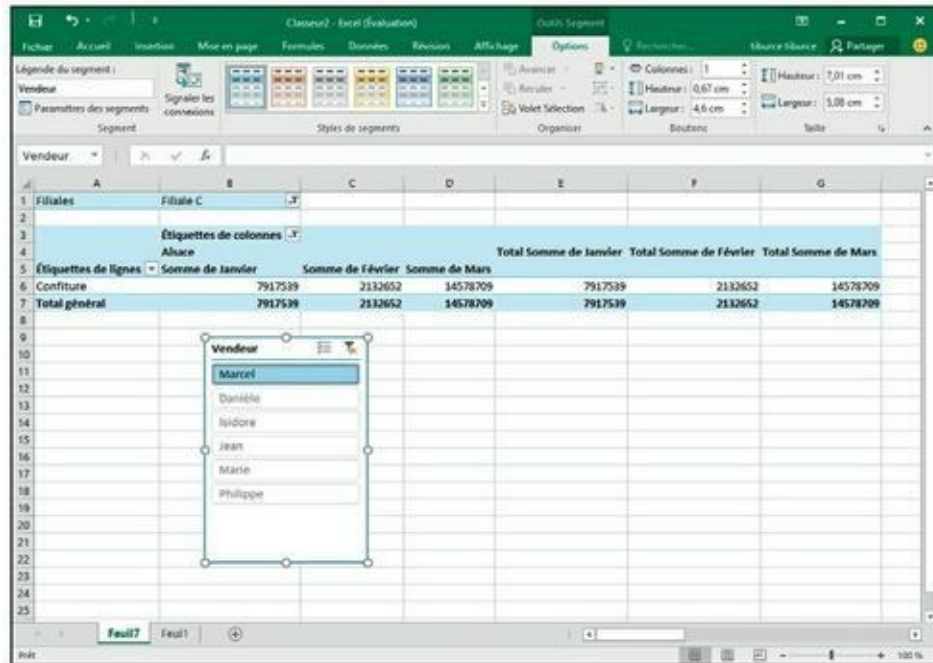 Classeur2 - Excel (Évaluation)
Outils Segment
Fichier Accueil Insertion Mise en page Formules Données Révision Affichage Options Rechercher... tiburce tiburce Partager
Légende du segment :
Vendeur
Paramètres des segments
Segment
Signaler les connexions
Styles de segments
Avancer
Reculer
Volet Sélection
Organiser
Colonnes : 1
Hauteur : 0,67 cm
Largeur : 4,6 cm
Boutons
Hauteur : 7,01 cm
Largeur : 5,08 cm
Taille
Vendeur fx
A B C D E F G
1 Filiales Filiale C
2
3 Étiquettes de colonnes
4 Alsace Total Somme de Janvier Total Somme de Février Total Somme de Mars
5 Étiquettes de lignes Somme de Janvier Somme de Février Somme de Mars
6 Confiture 7917539 2132652 14578709 7917539 2132652 14578709
7 Total général 7917539 2132652 14578709 7917539 2132652 14578709
8
9
10
11
12
13
14
15
16
17
18
19
20
21
22
23
24
25
Vendeur
Marcel
Danièle
Isidore
Jean
Marie
Philippe
Feuil7 Feuil1
Prêt 100 %